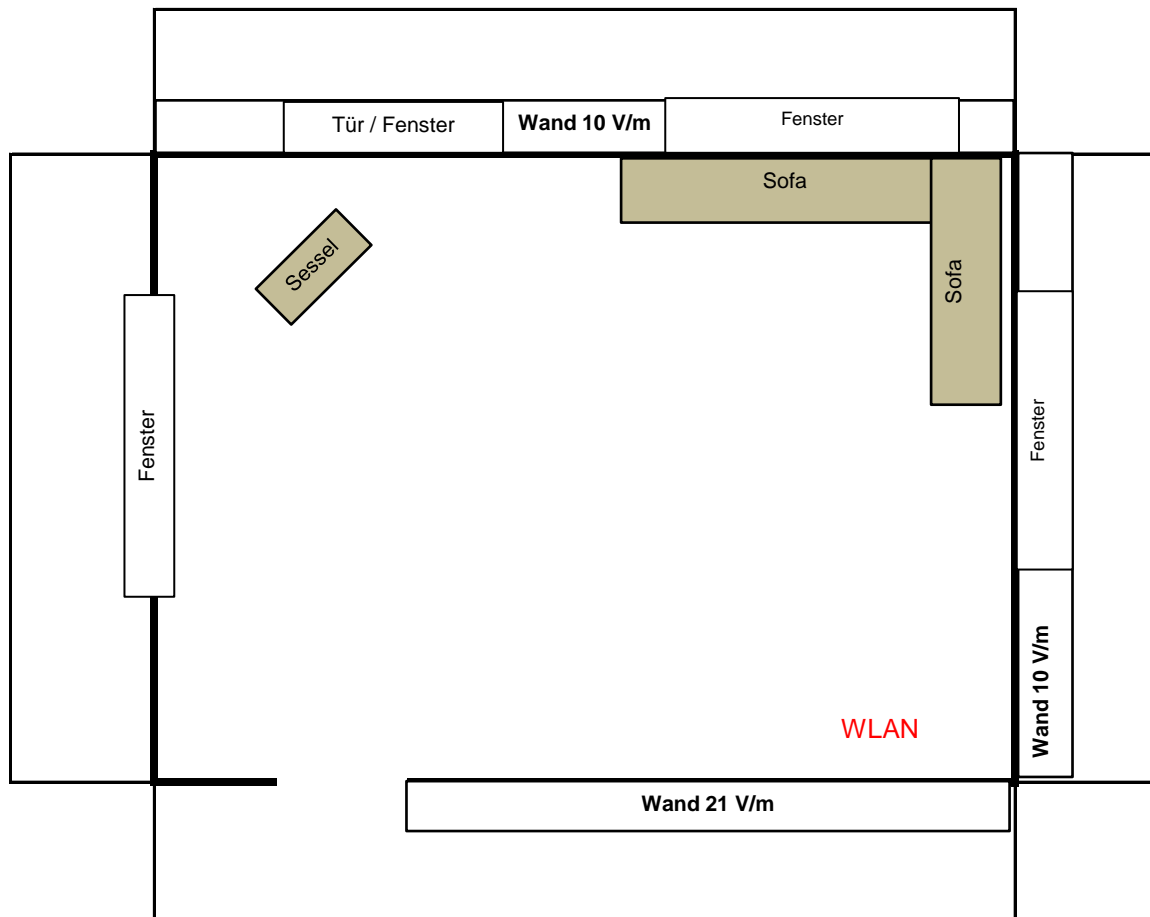 Tür / Fenster
Wand 10 V/m
Fenster
Sofa
Sessel
Sofa
Fenster
Fenster
Wand 10 V/m
WLAN
Wand 21 V/m